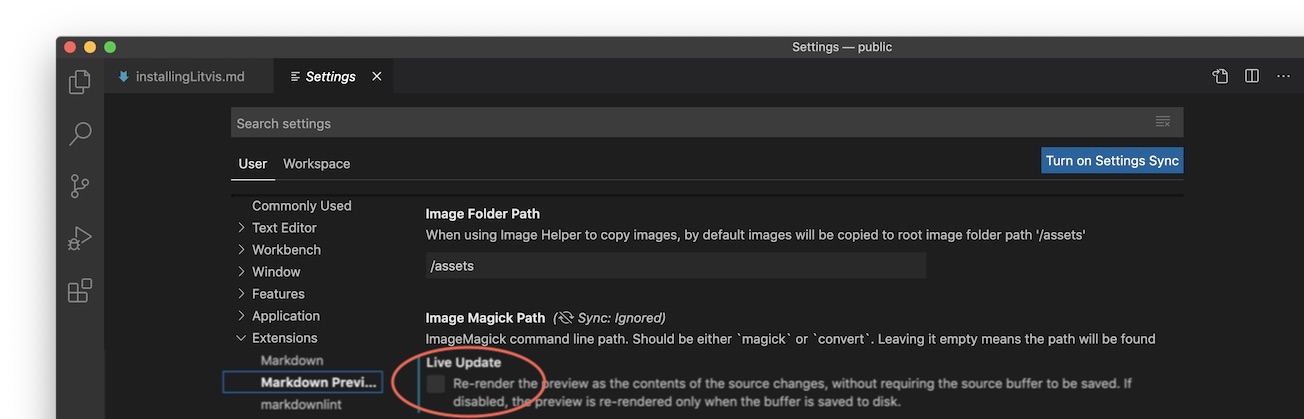 Settings — public
installingLitvis.md
Settings
Search settings
User Workspace
Turn on Settings Sync
Commonly Used
Text Editor
Workbench
Window
Features
Application
Extensions
Markdown
Markdown Previ...
markdownlint
Image Folder Path
When using Image Helper to copy images, by default images will be copied to root image folder path '/assets'
/assets
Image Magick Path (Sync: Ignored)
ImageMagick command line path. Should be either `magick` or `convert`. Leaving it empty means the path will be found
Live Update
Re-render the preview as the contents of the source changes, without requiring the source buffer to be saved. If
disabled, the preview is re-rendered only when the buffer is saved to disk.